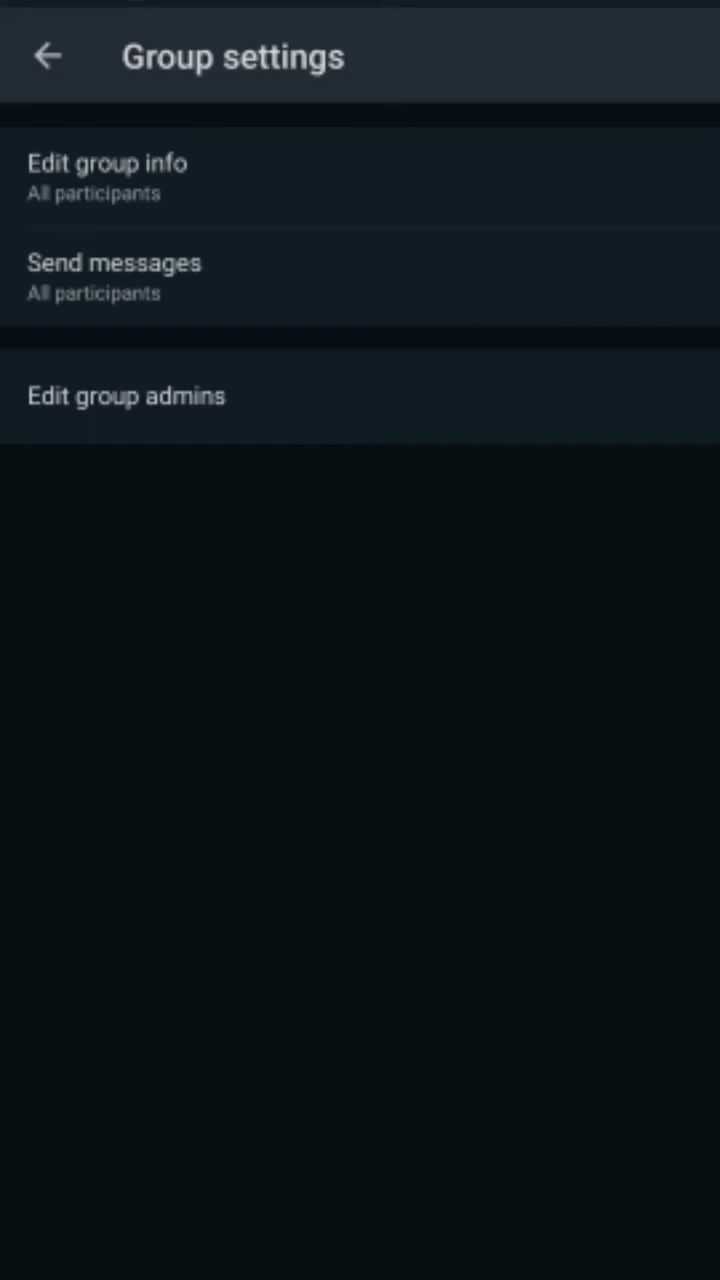 Group settings
Edit group info
All participants
Send messages
All participants
Edit group admins